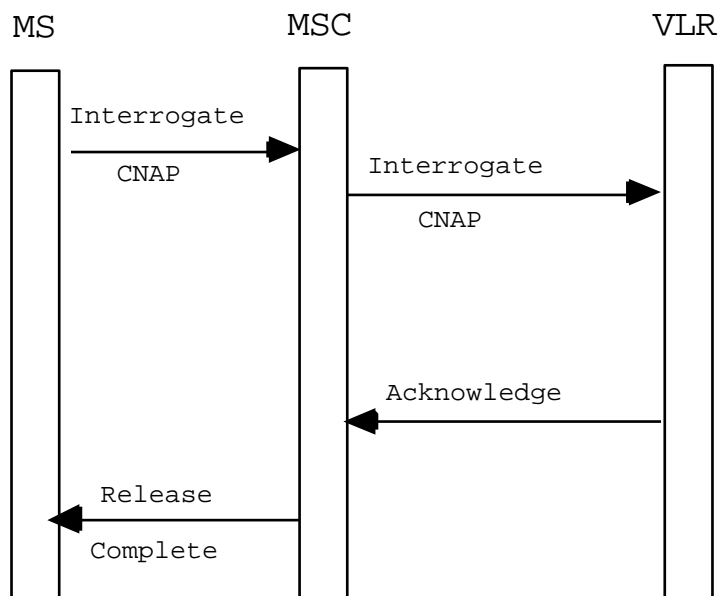 MS MSC VLR
Interrogate
CNAP
Interrogate
CNAP
Acknowledge
Release
Complete